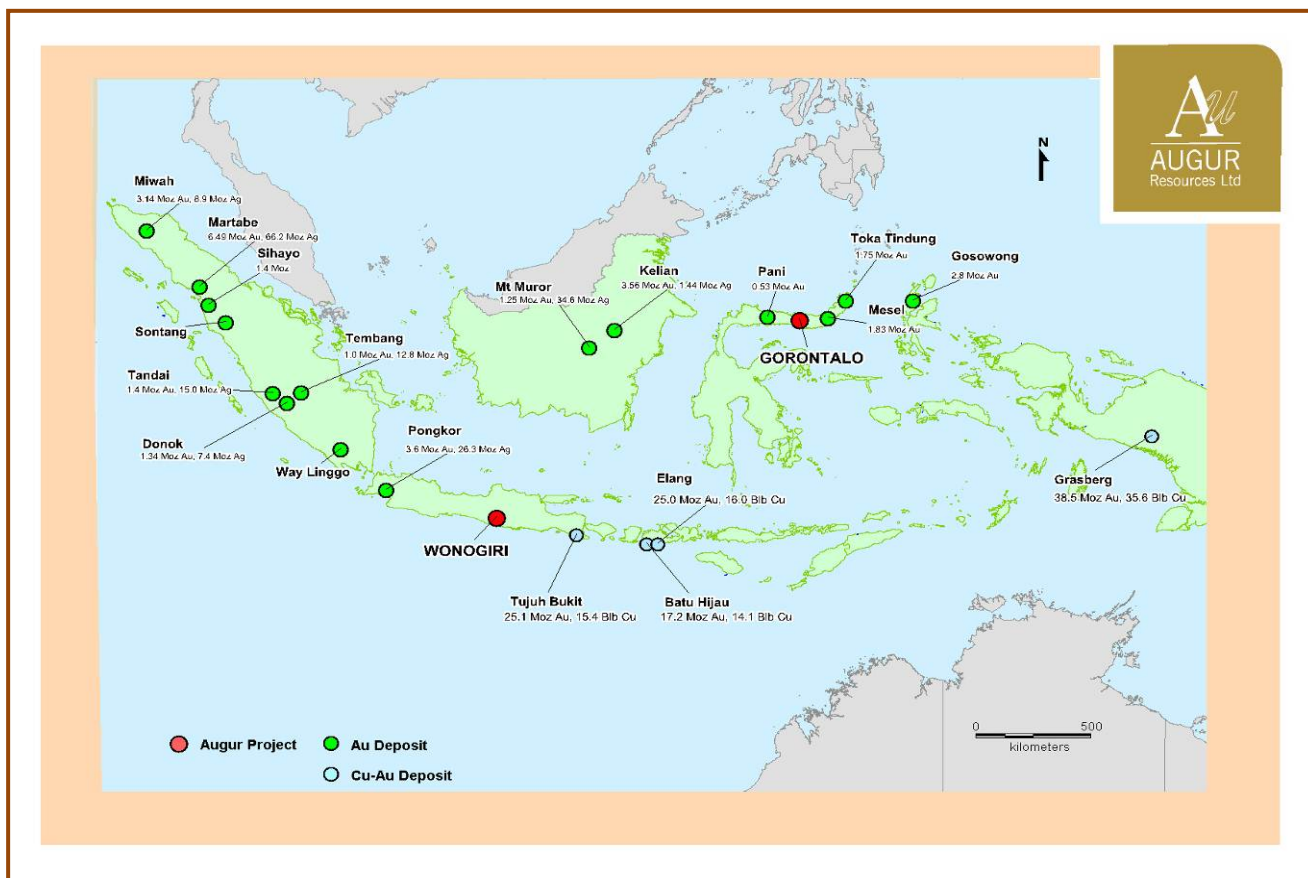 Au
AUGUR
Resources Ltd
N
Miwah
3.14 Moz Au, 8.9 Moz Ag
Martabe
6.49 Moz Au, 66.2 Moz Ag
Sihayo
1.4 Moz
Sontang
Tembang
1.0 Moz Au, 12.8 Moz Ag
Tandai
1.4 Moz Au, 15.0 Moz Ag
Donok
1.34 Moz Au, 7.4 Moz Ag
Way Linggo
Pongkor
3.6 Moz Au, 26.3 Moz Ag
Mt Muror
1.25 Moz Au, 34.6 Moz Ag
Kelian
3.56 Moz Au, 1.44 Moz Ag
Pani
0.53 Moz Au
Toka Tindung
1.75 Moz Au
Gosowong
2.8 Moz Au
Mesel
1.83 Moz Au
GORONTALO
Grasberg
38.5 Moz Au, 35.6 Blb Cu
Elang
25.0 Moz Au, 16.0 Blb Cu
WONOGIRI
Tujuh Bukit
25.1 Moz Au, 15.4 Blb Cu
Batu Hijau
17.2 Moz Au, 14.1 Blb Cu
Augur Project
Au Deposit
Cu-Au Deposit
0 500
kilometers